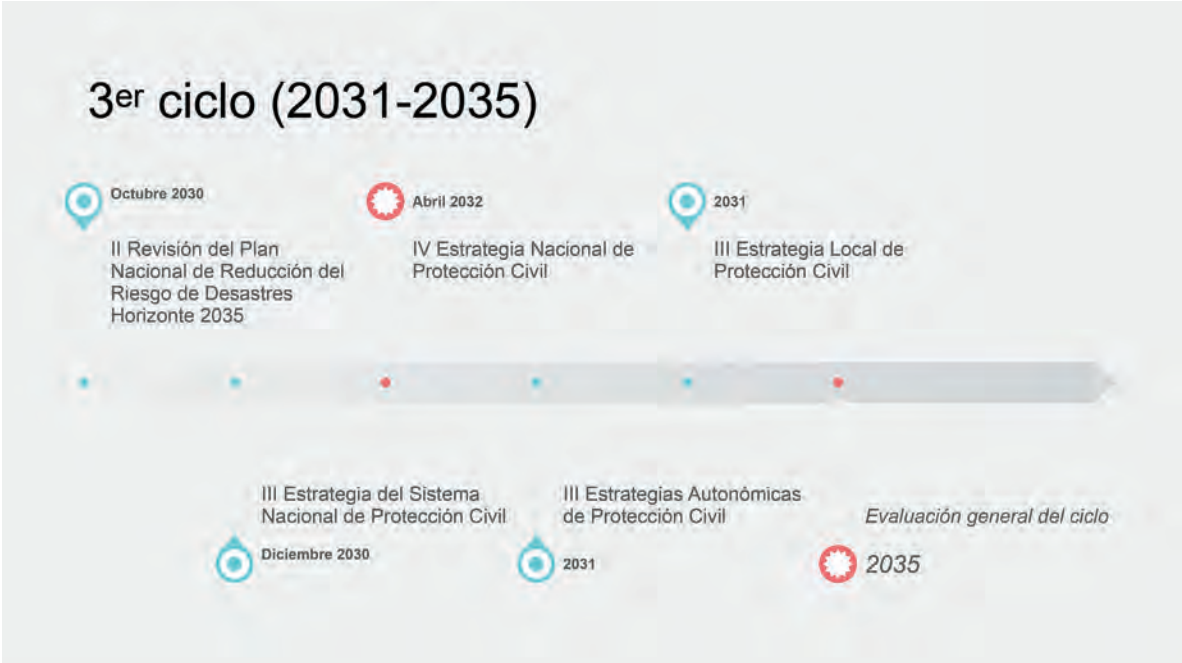 3er ciclo (2031-2035)
Octubre 2030
II Revisión del Plan
Nacional de Reducción del
Riesgo de Desastres
Horizonte 2035
Abril 2032
IV Estrategia Nacional de
Protección Civil
2031
III Estrategia Local de
Protección Civil
III Estrategia del Sistema
Nacional de Protección Civil
Diciembre 2030
III Estrategias Autonómicas
de Protección Civil
2031
Evaluación general del ciclo
2035